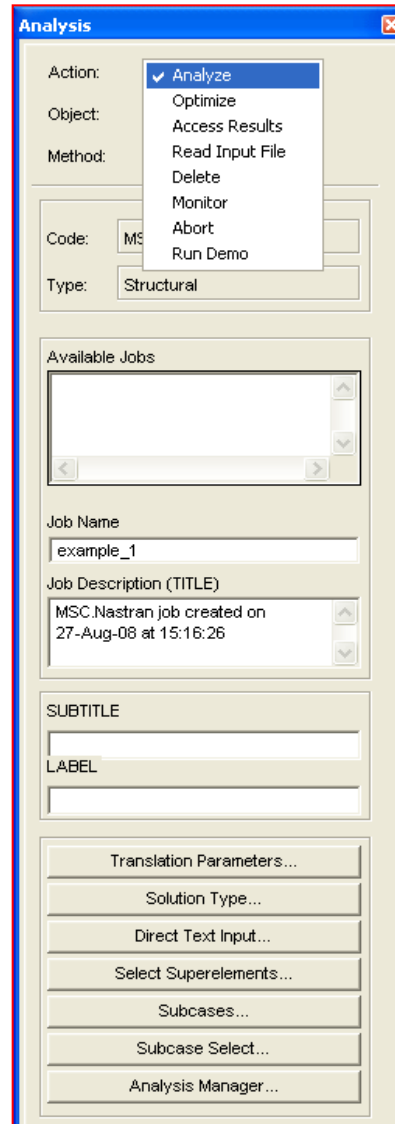 Analysis
Action:
Analyze
Optimize
Object:
Access Results
Read Input File
Method:
Delete
Monitor
Abort
Run Demo
Code: MS
Type: Structural
Available Jobs
Job Name
example_1
Job Description (TITLE)
MSC.Nastran job created on
27-Aug-08 at 15:16:26
SUBTITLE
LABEL
Translation Parameters...
Solution Type...
Direct Text Input...
Select Superelements...
Subcases...
Subcase Select...
Analysis Manager...